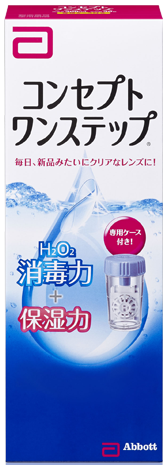 コンセプト
ワンステップ®
毎日、新品みたいにクリアなレンズに!
H₂O₂
消毒力
+
保湿力
専用ケース
付き!
Abbott